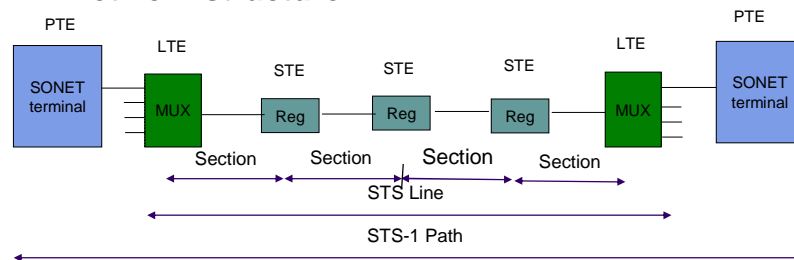 PTE
PTE
LTE
LTE
STE
STE
STE
SONET
terminal
MUX
Reg
Reg
Reg
MUX
SONET
terminal
Section
Section
Section
Section
STS Line
STS-1 Path